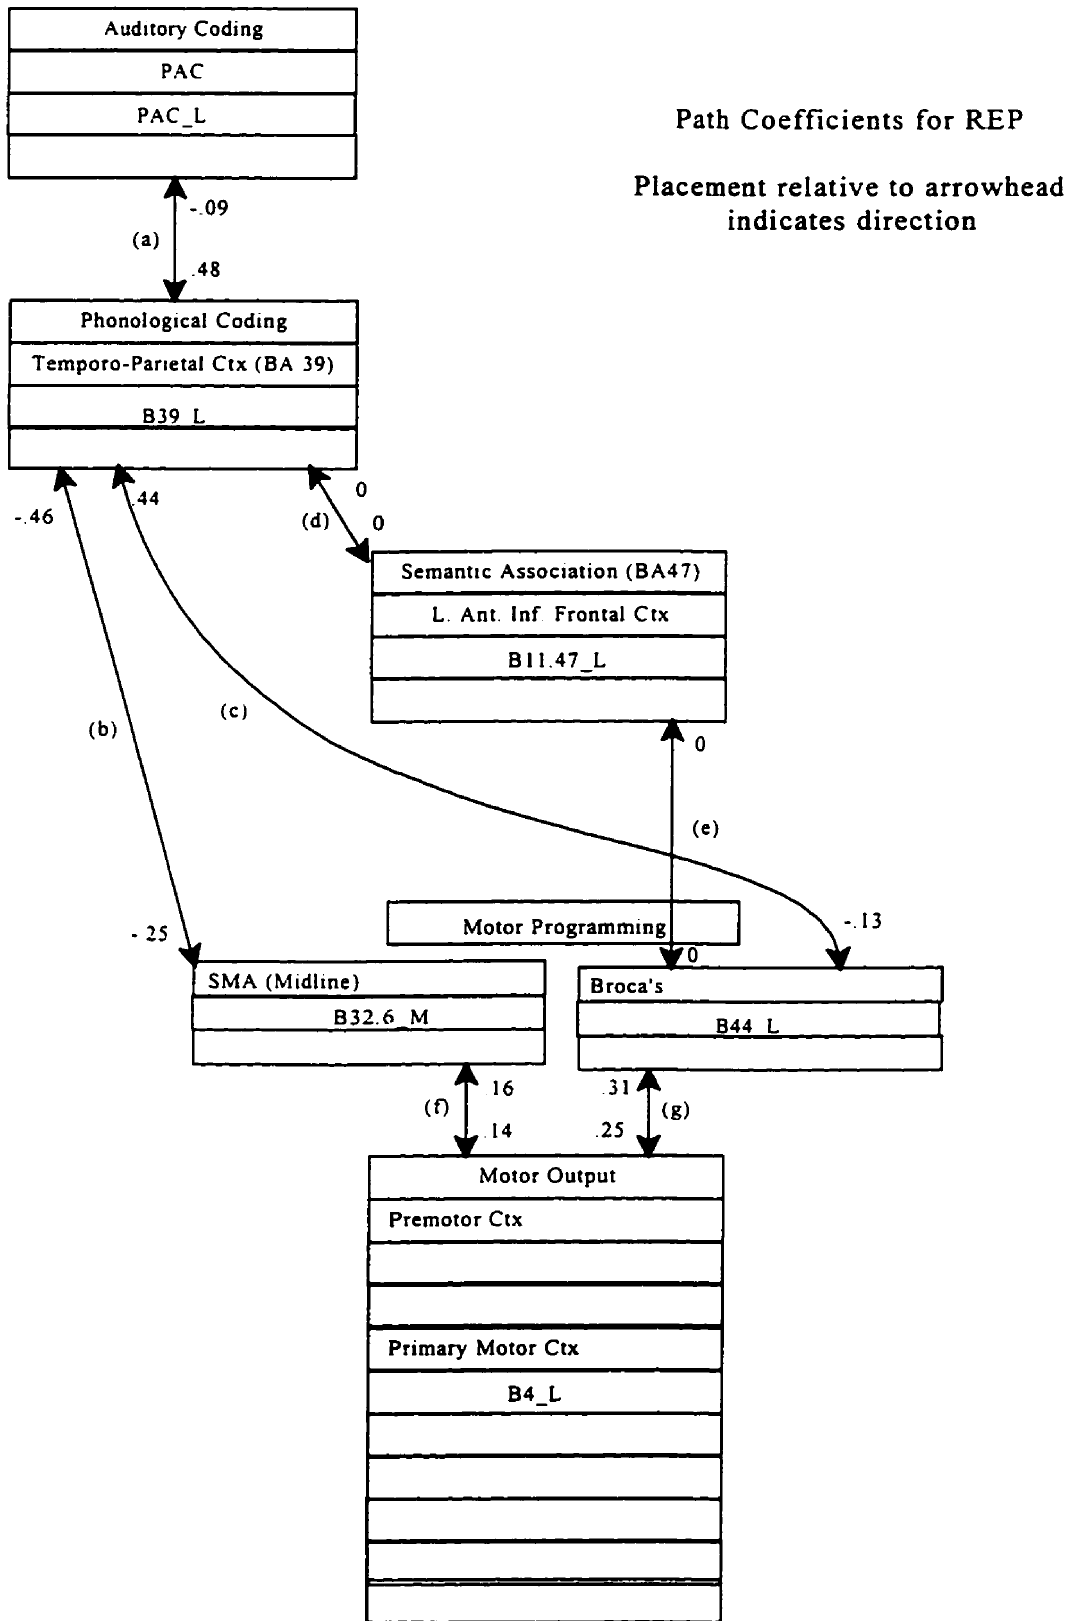 Auditory Coding
PAC
PAC_L
Path Coefficients for REP
Placement relative to arrowhead
indicates direction
-.09
(a)
.48
Phonological Coding
Temporo-Parietal Ctx (BA 39)
B39_L
-.46
.44
0
(d)
0
Semantic Association (BA47)
L. Ant. Inf. Frontal Ctx
B11.47_L
(b)
(c)
0
(e)
-.25
Motor Programming
-.13
0
SMA (Midline)
B32.6_M
Broca's
B44_L
.16
(f)
.14
.31
(g)
.25
Motor Output
Premotor Ctx
Primary Motor Ctx
B4_L